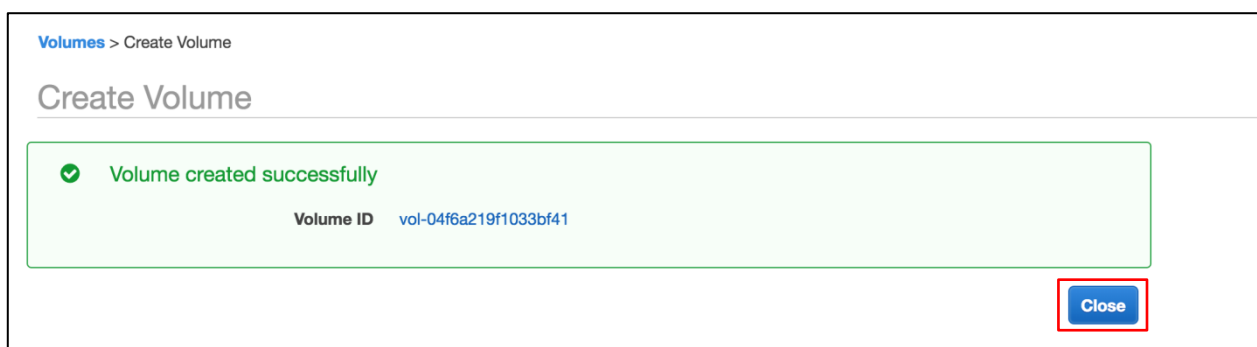 Volumes > Create Volume
Create Volume
Volume created successfully
Volume ID vol-04f6a219f1033bf41
Close